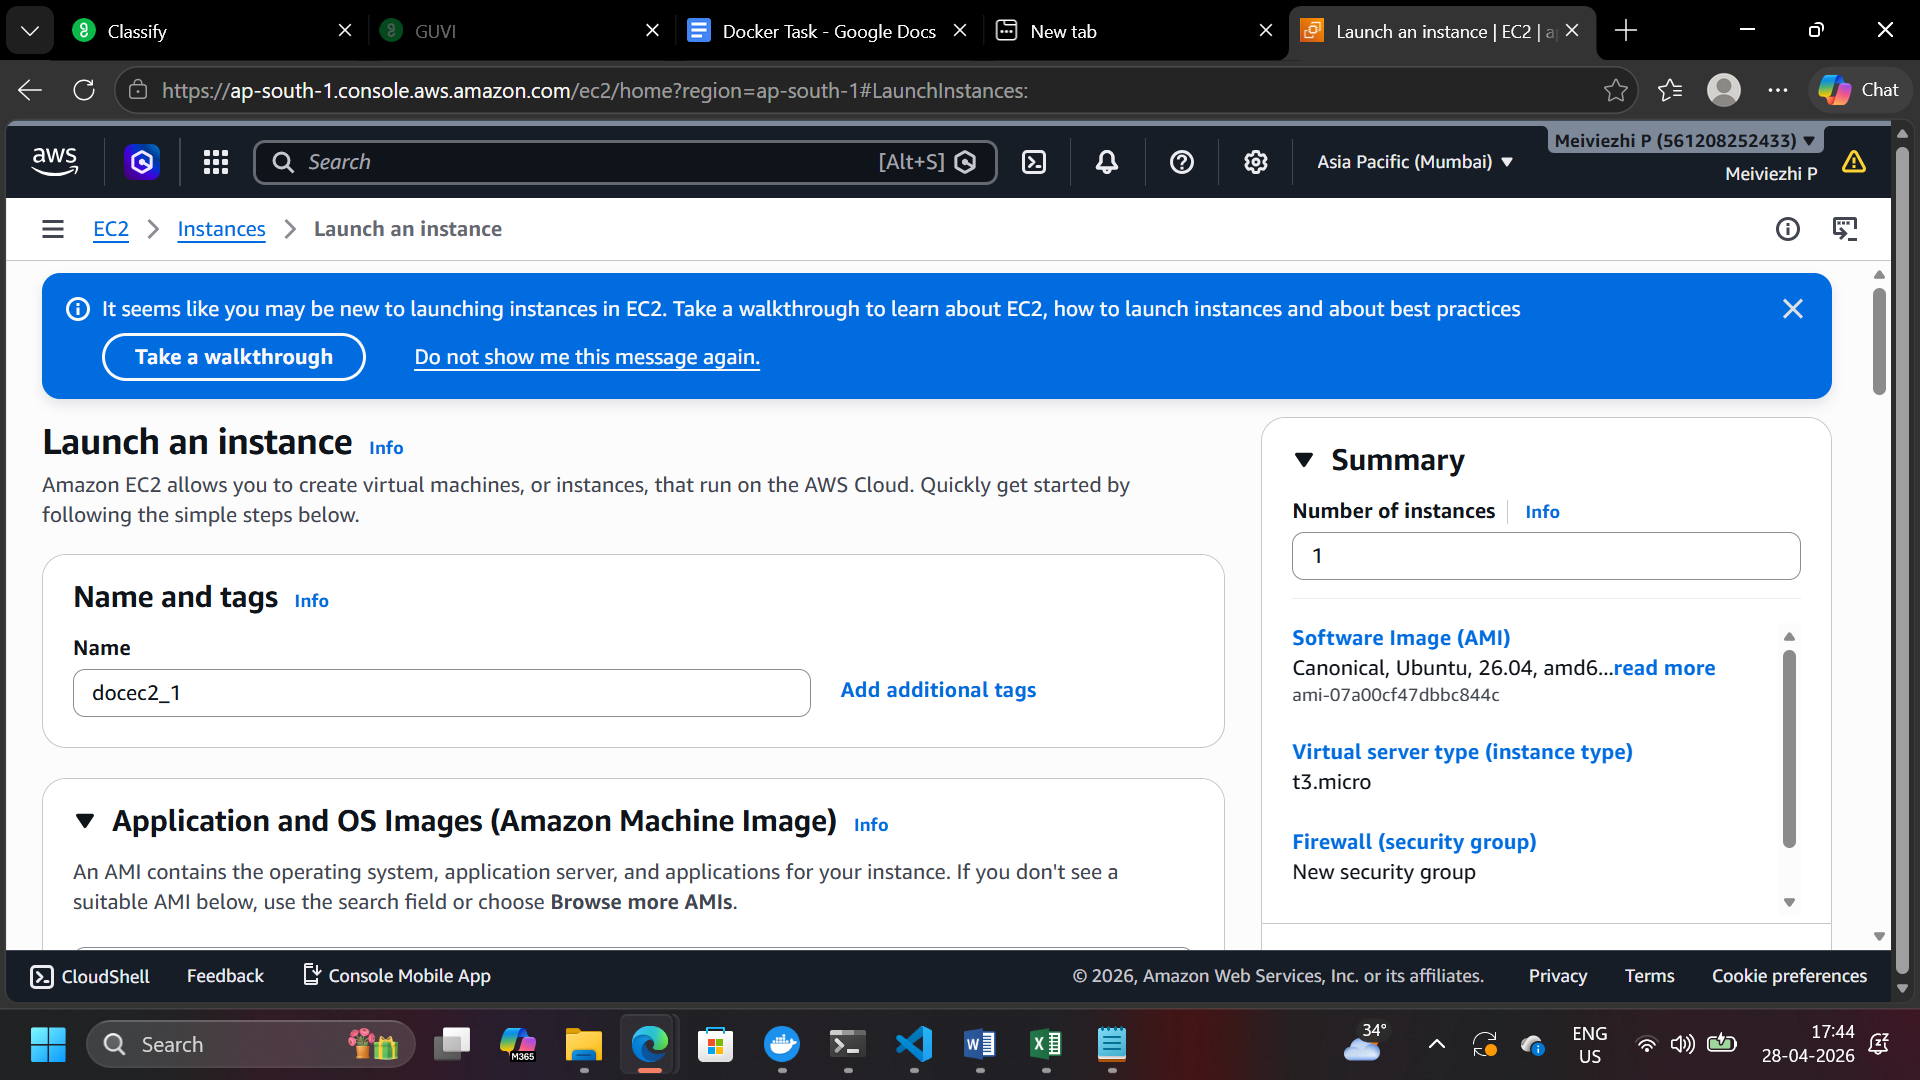 Classify
GUVI
Docker Task - Google Docs
New tab
Launch an instance | EC2 | a
https://ap-south-1.console.aws.amazon.com/ec2/home?region=ap-south-1#LaunchInstances:
Chat
aws
Search
[Alt+S]
Asia Pacific (Mumbai)
Meiviezhi P (561208252433)
Meiviezhi P
EC2
Instances
Launch an instance
It seems like you may be new to launching instances in EC2. Take a walkthrough to learn about EC2, how to launch instances and about best practices
Take a walkthrough
Do not show me this message again.
Launch an instance Info
Amazon EC2 allows you to create virtual machines, or instances, that run on the AWS Cloud. Quickly get started by
following the simple steps below.
Name and tags Info
Name
docec2_1
Add additional tags
Application and OS Images (Amazon Machine Image) Info
An AMI contains the operating system, application server, and applications for your instance. If you don't see a
suitable AMI below, use the search field or choose Browse more AMIs.
Summary
Number of instances Info
1
Software Image (AMI)
Canonical, Ubuntu, 26.04, amd6...read more
ami-07a00cf47dbbc844c
Virtual server type (instance type)
t3.micro
Firewall (security group)
New security group
CloudShell
Feedback
Console Mobile App
© 2026, Amazon Web Services, Inc. or its affiliates.
Privacy
Terms
Cookie preferences
Search
M365
34°
ENG
US
17:44
28-04-2026